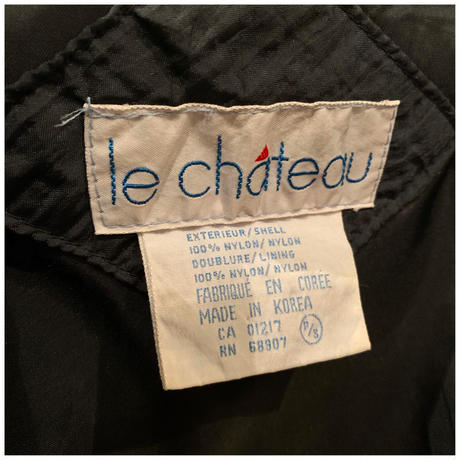 le château
EXTERIEUR/SHELL
100% NYLON/NYLON
DOUBLURE/LINING
100% NYLON/NYLON
FABRIQUÉ EN CORÉE
MADE IN KOREA
CA 01217 P/S
RN 68907